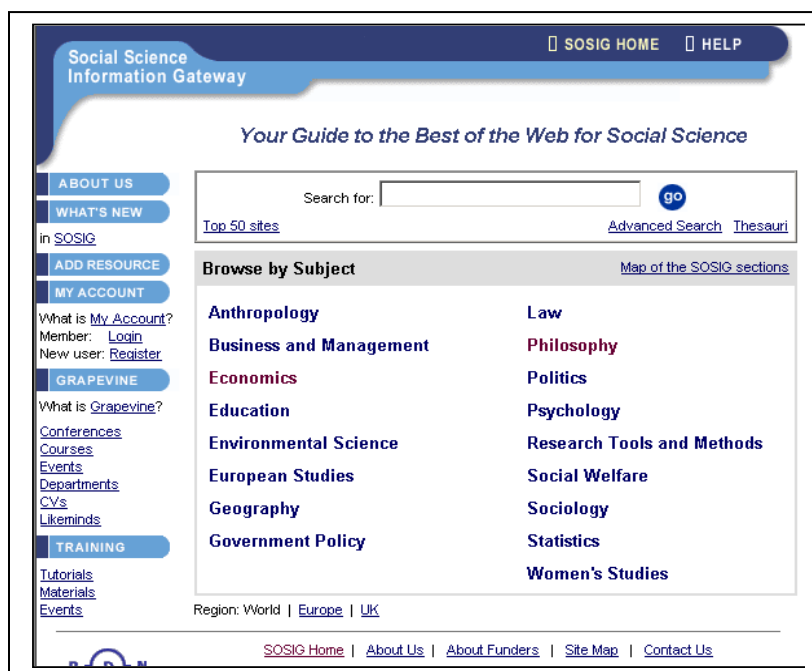 SOSIG HOME HELP
Social Science
Information Gateway
Your Guide to the Best of the Web for Social Science
ABOUT US
WHAT'S NEW
in SOSIG
ADD RESOURCE
MY ACCOUNT
What is My Account?
Member: Login
New user: Register
GRAPEVINE
What is Grapevine?
Conferences
Courses
Events
Departments
CVs
Likeminds
TRAINING
Tutorials
Materials
Events
Search for: go
Top 50 sites Advanced Search Thesauri
Browse by Subject Map of the SOSIG sections
Anthropology Law
Business and Management Philosophy
Economics Politics
Education Psychology
Environmental Science Research Tools and Methods
European Studies Social Welfare
Geography Sociology
Government Policy Statistics
Women's Studies
Region: World | Europe | UK
SOSIG Home | About Us | About Funders | Site Map | Contact Us